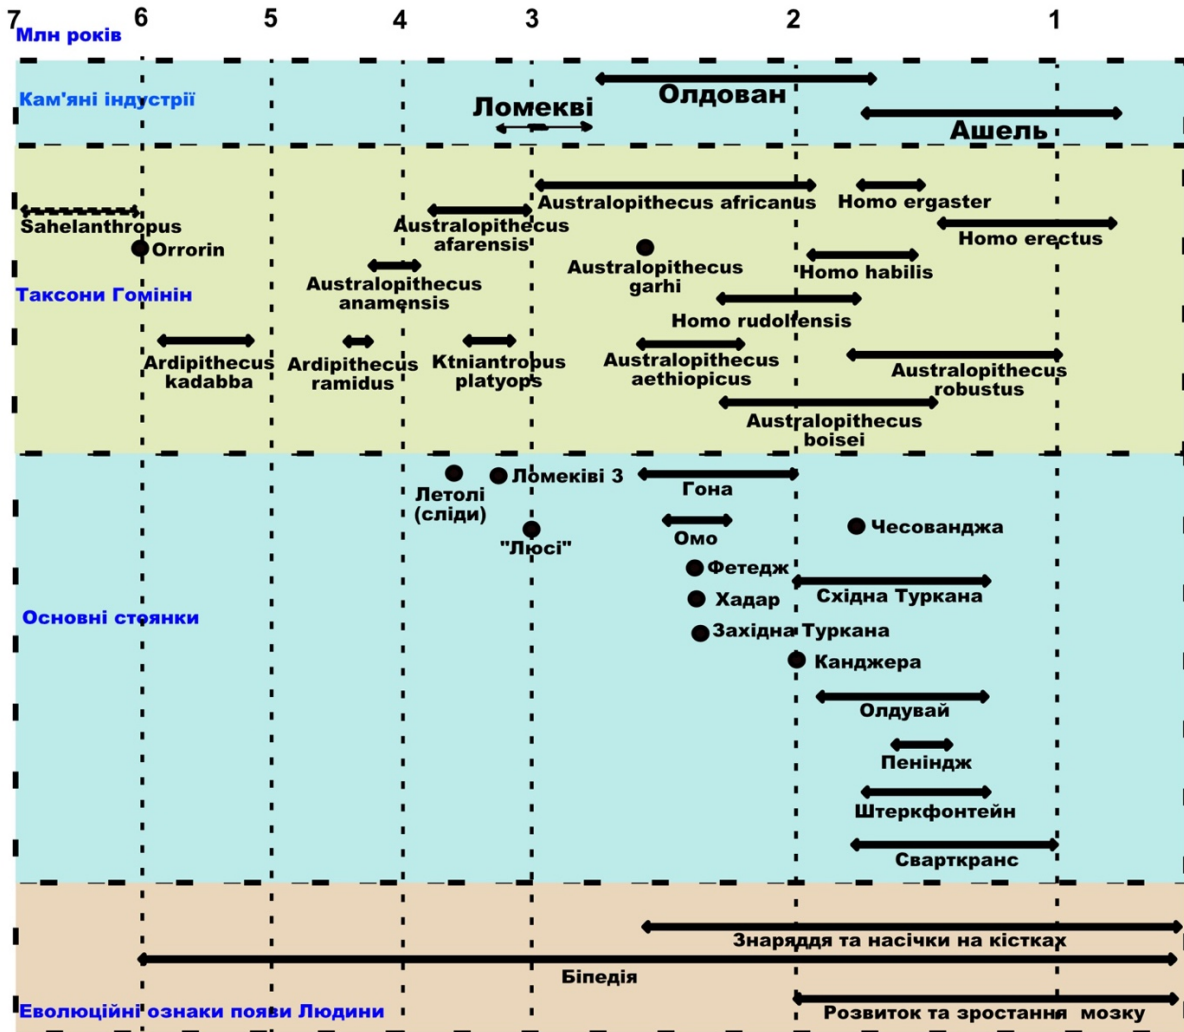 7 6 5 4 3 2 1
Млн років
Кам'яні індустрії
Олдован
Ломекві
Ашель
Australopithecus africanus
Homo ergaster
Sahelanthropus
Australopithecus
afarensis
Homo erectus
Orrorin
Australopithecus
garhi
Homo habilis
Australopithecus
anamensis
Таксони Гомінін
Homo rudolfensis
Ardipithecus
kadabba
Ardipithecus
ramidus
Ktniantropus
platyops
Australopithecus
aethiopicus
Australopithecus
robustus
Australopithecus
boisei
Летолі
(сліди)
Ломеківі 3
Гона
"Люсі"
Омо
Чесованджа
Фетедж
Східна Туркана
Хадар
Основні стоянки
Західна Туркана
Канджера
Олдувай
Пеніндж
Штеркфонтейн
Сварткранс
Знаряддя та насічки на кістках
Біпедія
Еволюційні ознаки появи Людини
Розвиток та зростання мозку